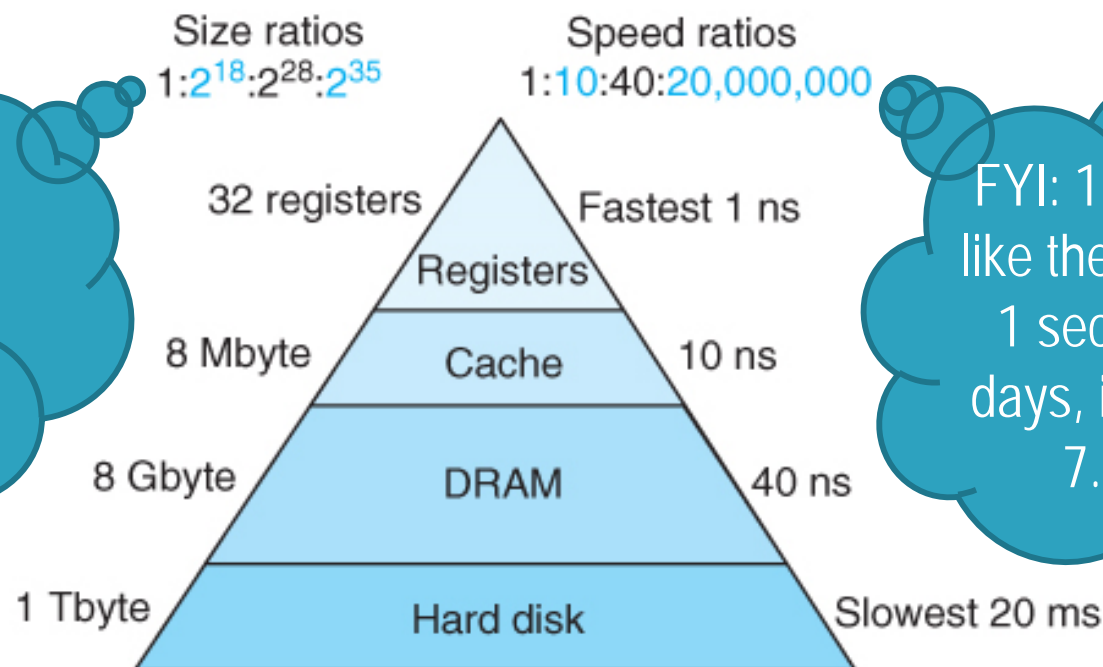 Size ratios
1:2¹⁸:2²⁸:2³⁵
Speed ratios
1:10:40:20,000,000
32 registers
Fastest 1 ns
Registers
8 Mbyte
Cache
10 ns
8 Gbyte
DRAM
40 ns
1 Tbyte
Hard disk
Slowest 20 ms
FYI: 1
like the
1
days,
7.